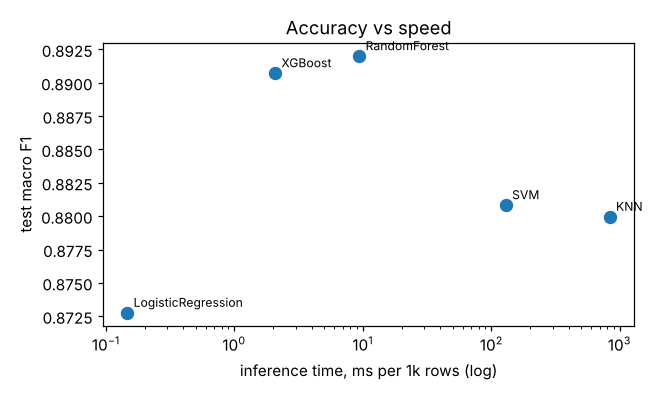 Accuracy vs speed
RandomForest
XGBoost
SVM
KNN
LogisticRegression
test macro F1
0.8925
0.8900
0.8875
0.8850
0.8825
0.8800
0.8775
0.8750
0.8725
10⁻¹ 10⁰ 10¹ 10² 10³
inference time, ms per 1k rows (log)